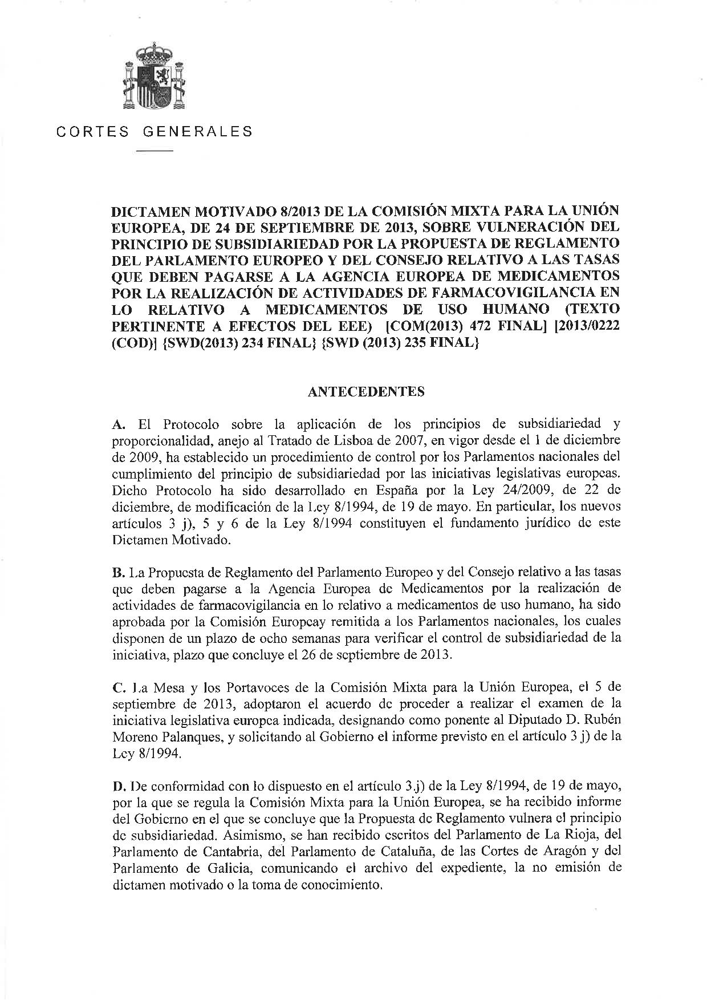 CORTES GENERALES
DICTAMEN MOTIVADO 8/2013 DE LA COMISIÓN MIXTA PARA LA UNIÓN
EUROPEA, DE 24 DE SEPTIEMBRE DE 2013, SOBRE VULNERACIÓN DEL
PRINCIPIO DE SUBSIDIARIEDAD POR LA PROPUESTA DE REGLAMENTO
DEL PARLAMENTO EUROPEO Y DEL CONSEJO RELATIVO A LAS TASAS
QUE DEBEN PAGARSE A LA AGENCIA EUROPEA DE MEDICAMENTOS
POR LA REALIZACIÓN DE ACTIVIDADES DE FARMACOVIGILANCIA EN
LO RELATIVO A MEDICAMENTOS DE USO HUMANO (TEXTO
PERTINENTE A EFECTOS DEL EEE) [COM(2013) 472 FINAL] [2013/0222
(COD)] {SWD(2013) 234 FINAL} {SWD (2013) 235 FINAL}
ANTECEDENTES
A. El Protocolo sobre la aplicación de los principios de subsidiariedad y
proporcionalidad, anejo al Tratado de Lisboa de 2007, en vigor desde el 1 de diciembre
de 2009, ha establecido un procedimiento de control por los Parlamentos nacionales del
cumplimiento del principio de subsidiariedad por las iniciativas legislativas europeas.
Dicho Protocolo ha sido desarrollado en España por la Ley 24/2009, de 22 de
diciembre, de modificación de la Ley 8/1994, de 19 de mayo. En particular, los nuevos
artículos 3 j), 5 y 6 de la Ley 8/1994 constituyen el fundamento jurídico de este
Dictamen Motivado.
B. La Propuesta de Reglamento del Parlamento Europeo y del Consejo relativo a las tasas
que deben pagarse a la Agencia Europea de Medicamentos por la realización de
actividades de farmacovigilancia en lo relativo a medicamentos de uso humano, ha sido
aprobada por la Comisión Europeay remitida a los Parlamentos nacionales, los cuales
disponen de un plazo de ocho semanas para verificar el control de subsidiariedad de la
iniciativa, plazo que concluye el 26 de septiembre de 2013.
C. La Mesa y los Portavoces de la Comisión Mixta para la Unión Europea, el 5 de
septiembre de 2013, adoptaron el acuerdo de proceder a realizar el examen de la
iniciativa legislativa europea indicada, designando como ponente al Diputado D. Rubén
Moreno Palanques, y solicitando al Gobierno el informe previsto en el artículo 3 j) de la
Ley 8/1994.
D. De conformidad con lo dispuesto en el artículo 3.j) de la Ley 8/1994, de 19 de mayo,
por la que se regula la Comisión Mixta para la Unión Europea, se ha recibido informe
del Gobierno en el que se concluye que la Propuesta de Reglamento vulnera el principio
de subsidiariedad. Asimismo, se han recibido escritos del Parlamento de La Rioja, del
Parlamento de Cantabria, del Parlamento de Cataluña, de las Cortes de Aragón y del
Parlamento de Galicia, comunicando el archivo del expediente, la no emisión de
dictamen motivado o la toma de conocimiento.